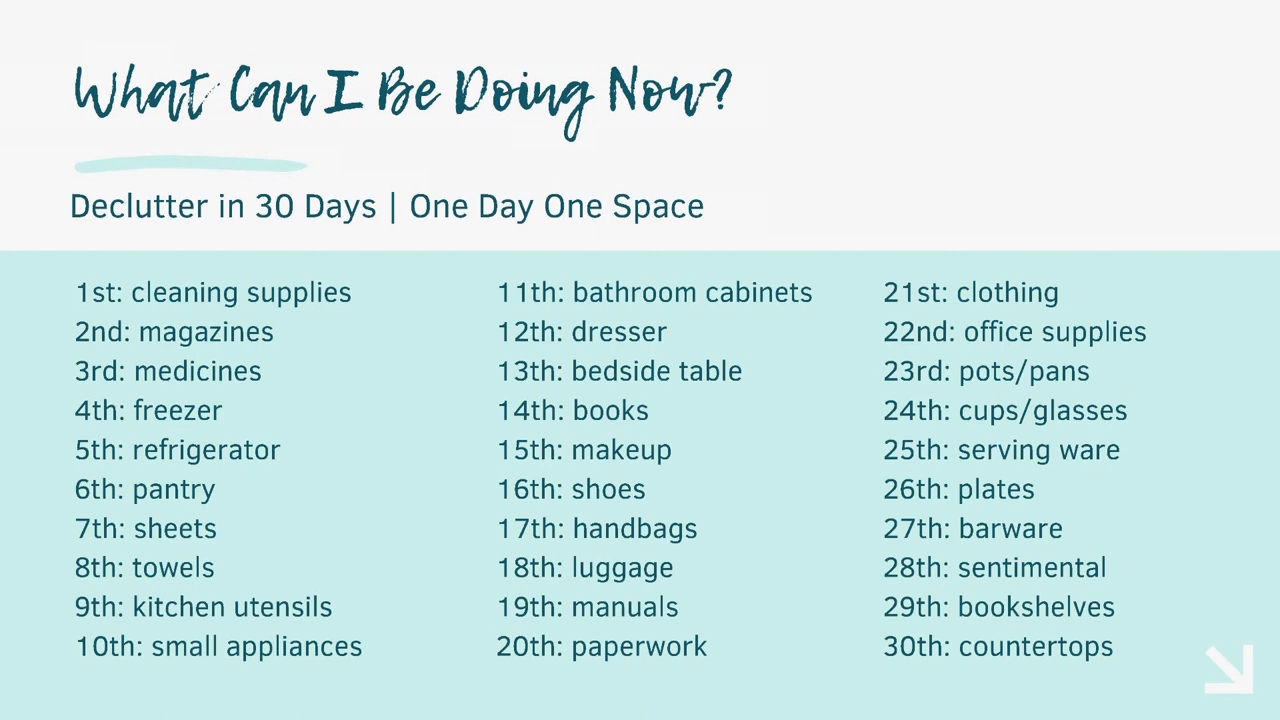 What Can I Be Doing Now?
Declutter in 30 Days | One Day One Space
1st: cleaning supplies
2nd: magazines
3rd: medicines
4th: freezer
5th: refrigerator
6th: pantry
7th: sheets
8th: towels
9th: kitchen utensils
10th: small appliances
11th: bathroom cabinets
12th: dresser
13th: bedside table
14th: books
15th: makeup
16th: shoes
17th: handbags
18th: luggage
19th: manuals
20th: paperwork
21st: clothing
22nd: office supplies
23rd: pots/pans
24th: cups/glasses
25th: serving ware
26th: plates
27th: barware
28th: sentimental
29th: bookshelves
30th: countertops